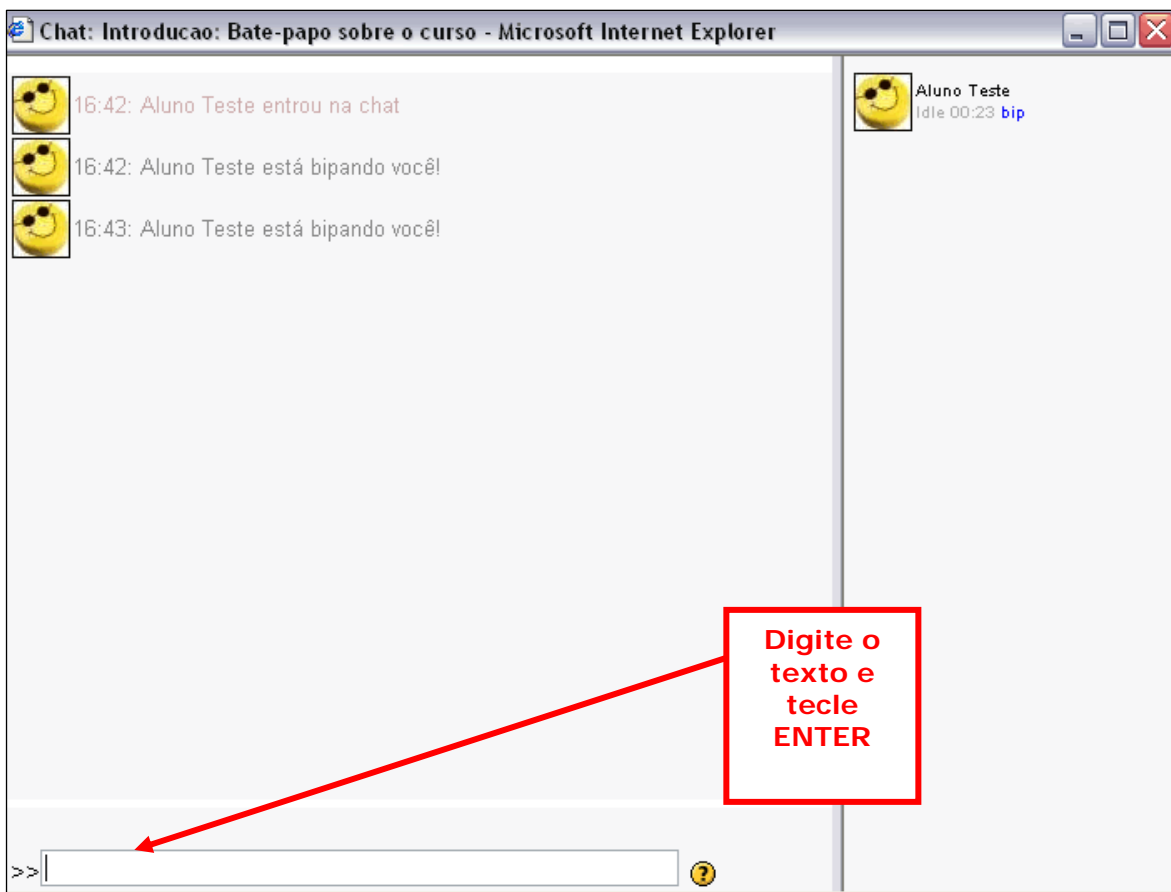 Chat: Introducao: Bate-papo sobre o curso - Microsoft Internet Explorer
16:42: Aluno Teste entrou na chat
16:42: Aluno Teste está bipando você!
16:43: Aluno Teste está bipando você!
Aluno Teste
Idle 00:23 bip
Digite o
texto e
tecle
ENTER
>>
?